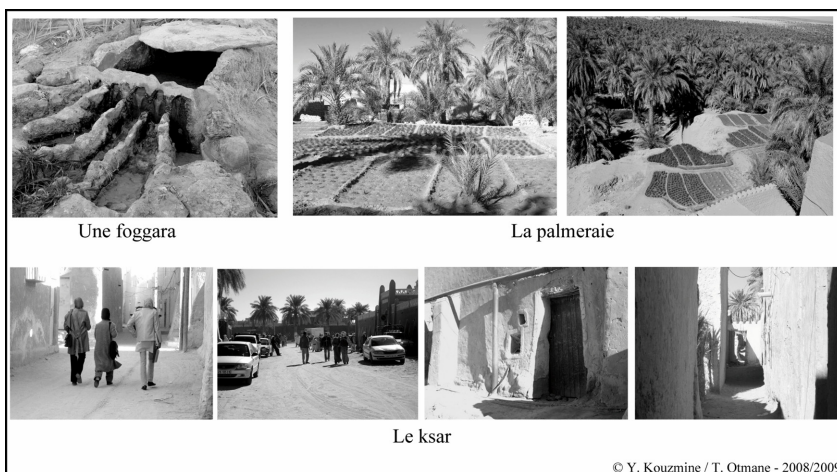 Une foggara
La palmeraie
Le ksar
© Y. Kouzmine / T. Otmane - 2008/2009